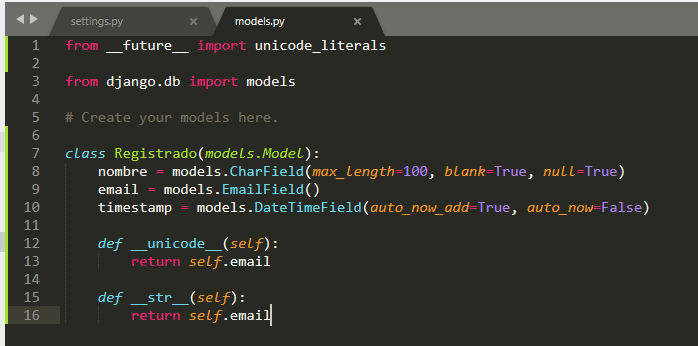 settings.py × models.py ×
1 from __future__ import unicode_literals
2
3 from django.db import models
4
5 # Create your models here.
6
7 class Registrado(models.Model):
8     nombre = models.CharField(max_length=100, blank=True, null=True)
9     email = models.EmailField()
10     timestamp = models.DateTimeField(auto_now_add=True, auto_now=False)
11
12     def __unicode__(self):
13         return self.email
14
15     def __str__(self):
16         return self.email